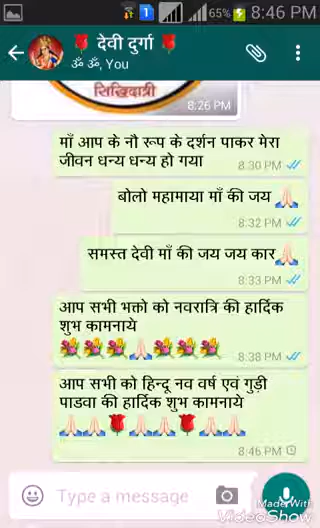 65% 8:46 PM
देवी दुर्गा
ॐ ॐ, You
सिद्धिदात्री
8:26 PM
माँ आप के नौ रूप के दर्शन पाकर मेरा
जीवन धन्य धन्य हो गया
8:30 PM
बोलो महामाया माँ की जय 🙏🏻
8:32 PM
समस्त देवी माँ की जय जय कार🙏🏻
8:33 PM
आप सभी भक्तो को नवरात्रि की हार्दिक
शुभ कामनाये
💐💐💐🙏🏻💐💐💐
8:38 PM
आप सभी को हिन्दू नव वर्ष एवं गुड़ी
पाडवा की हार्दिक शुभ कामनाये
🙏🏻🙏🏻🌹🙏🏻🙏🏻🌹🙏🏻🙏🏻
8:46 PM
Type a message
Made With
VideoShow